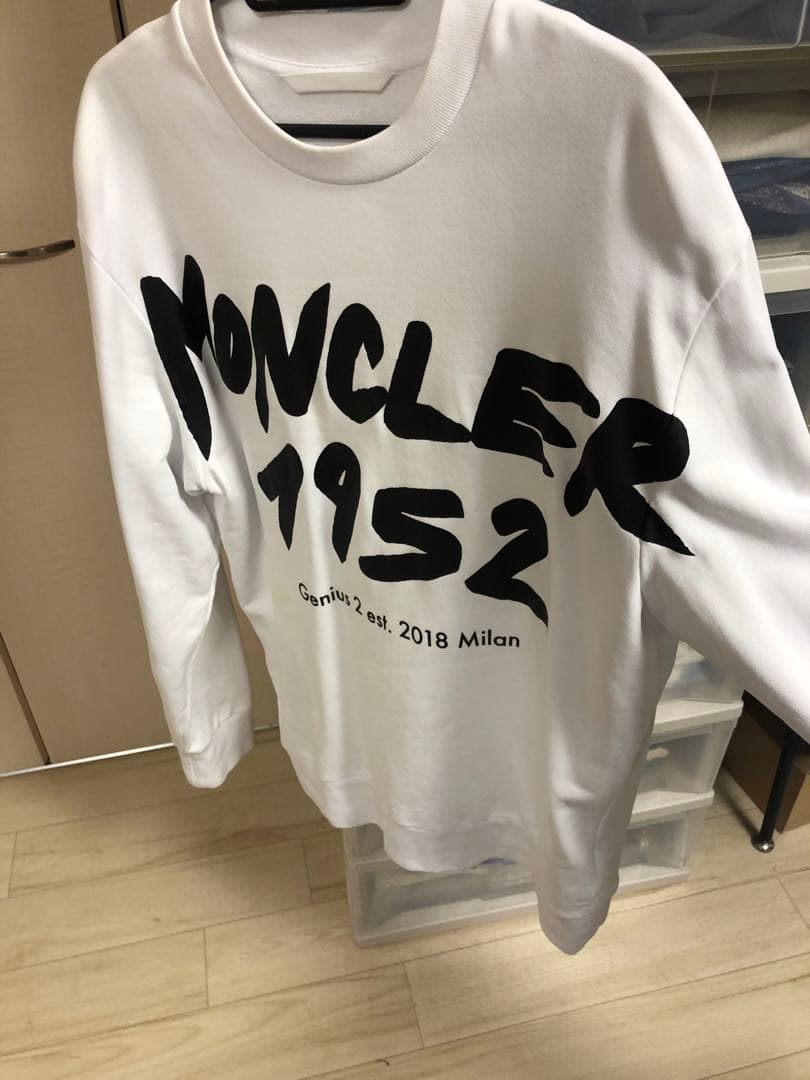 MONCLER
1952
Genius 2 est. 2018 Milan